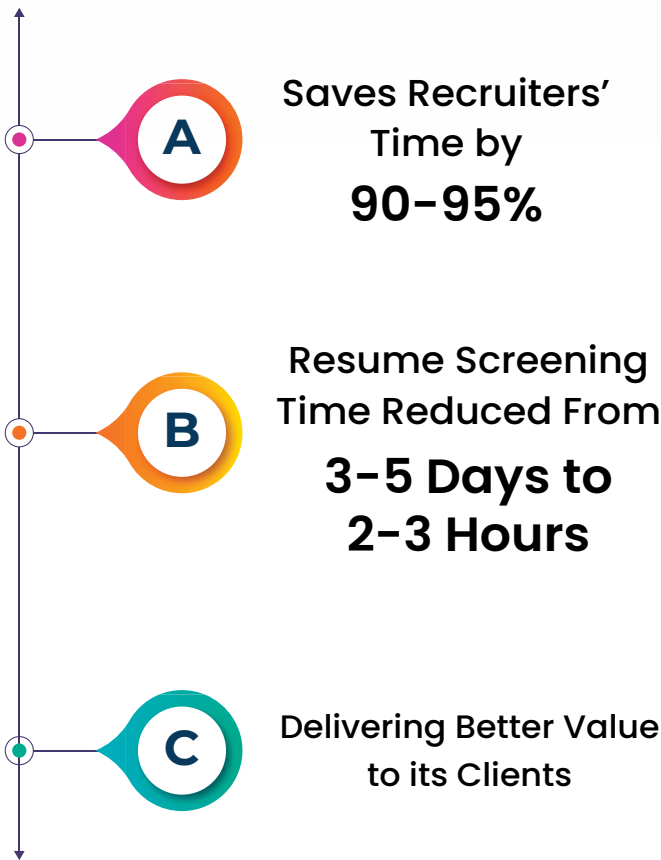 A
Saves Recruiters’
Time by
90-95%
B
Resume Screening
Time Reduced From
3-5 Days to
2-3 Hours
C
Delivering Better Value
to its Clients